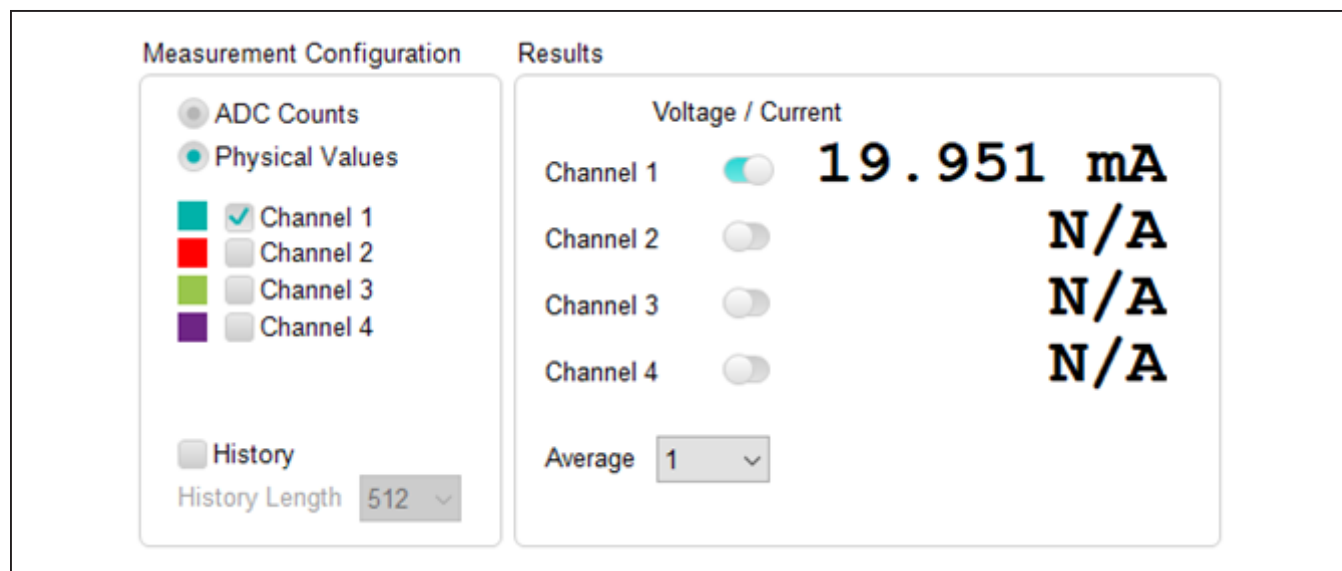 Measurement Configuration
ADC Counts
Physical Values
Channel 1
Channel 2
Channel 3
Channel 4
History
History Length 512
Results
Voltage / Current
Channel 1 19.951 mA
Channel 2 N/A
Channel 3 N/A
Channel 4 N/A
Average 1